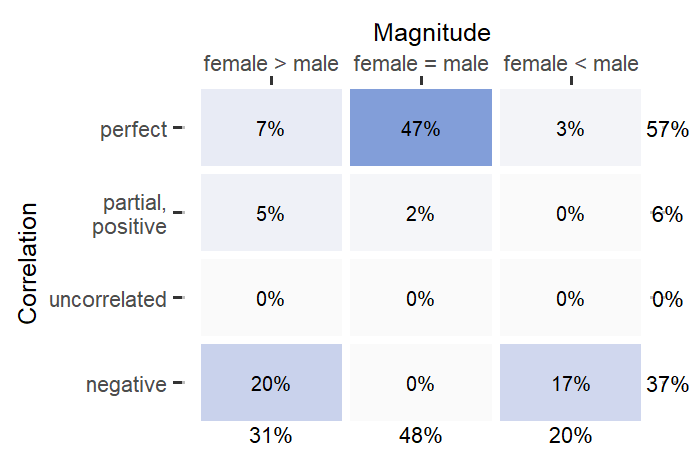 Magnitude
female > male female = male female < male
perfect 7% 47% 3% 57%
partial,
positive 5% 2% 0% 6%
Correlation
uncorrelated 0% 0% 0% 0%
negative 20% 0% 17% 37%
31% 48% 20%